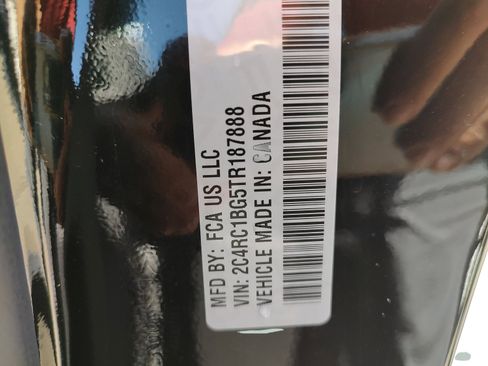 MFD BY: FCA US LLC
VIN: 2C4RC1BG5TR187888
VEHICLE MADE IN: CANADA